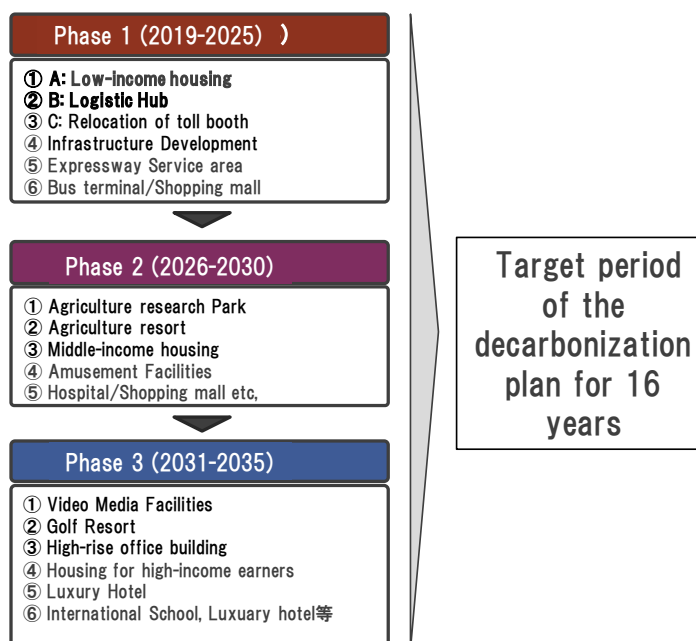 Phase 1 (2019-2025) )
① A: Low-income housing
② B: Logistic Hub
③ C: Relocation of toll booth
④ Infrastructure Development
⑤ Expressway Service area
⑥ Bus terminal/Shopping mall
Phase 2 (2026-2030)
① Agriculture research Park
② Agriculture resort
③ Middle-income housing
④ Amusement Facilities
⑤ Hospital/Shopping mall etc,
Phase 3 (2031-2035)
① Video Media Facilities
② Golf Resort
③ High-rise office building
④ Housing for high-income earners
⑤ Luxury Hotel
⑥ International School, Luxuary hotel等
Target period
of the
decarbonization
plan for 16
years